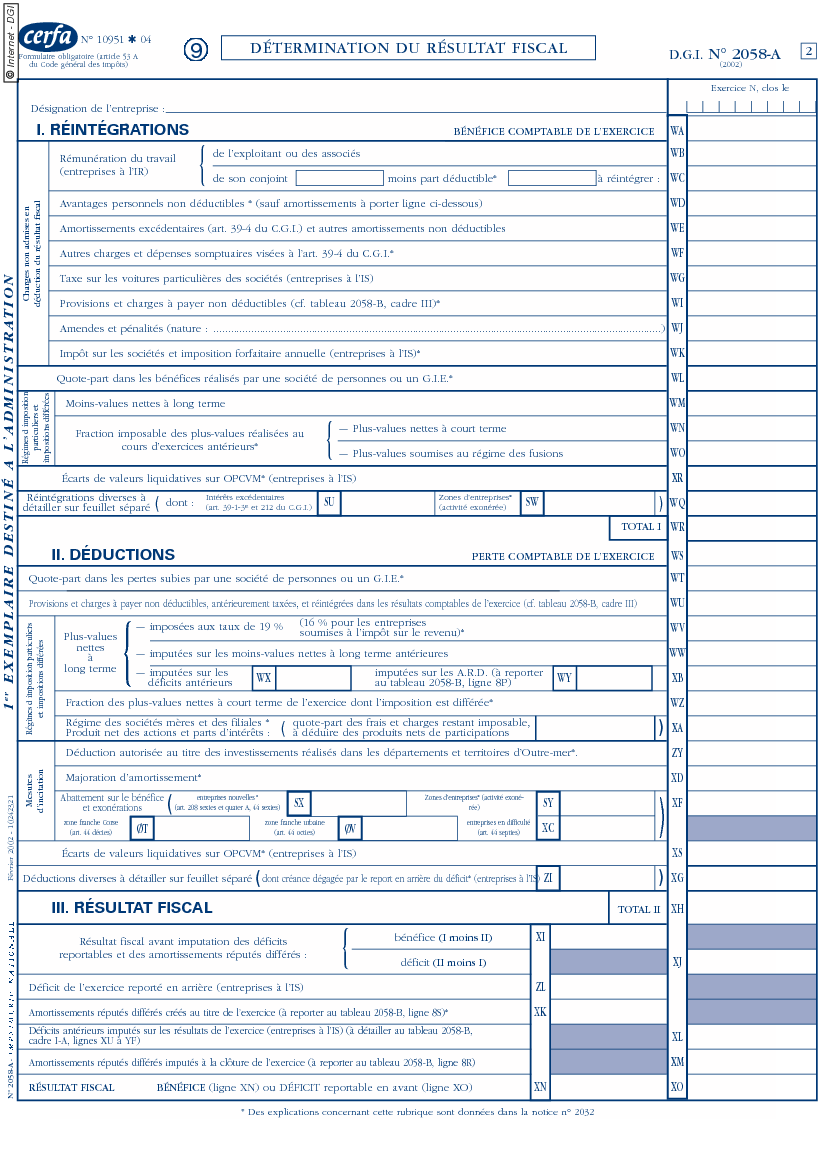 © Internet - DGI
cerfa
N° 10951 ✱ 04
Formulaire obligatoire (article 53 A
du Code général des impôts)
9
DÉTERMINATION DU RÉSULTAT FISCAL
D.G.I. N° 2058-A
(2002)
2
Exercice N, clos le
Désignation de l'entreprise :
I. RÉINTÉGRATIONS
BÉNÉFICE COMPTABLE DE L'EXERCICE
WA
Charges non admises en
déduction du résultat fiscal
Rémunération du travail
(entreprises à l'IR)
de l'exploitant ou des associés
WB
de son conjoint moins part déductible* à réintégrer :
WC
Avantages personnels non déductibles * (sauf amortissements à porter ligne ci-dessous)
WD
Amortissements excédentaires (art. 39-4 du C.G.I.) et autres amortissements non déductibles
WE
Autres charges et dépenses somptuaires visées à l'art. 39-4 du C.G.I.*
WF
Taxe sur les voitures particulières des sociétés (entreprises à l'IS)
WG
Provisions et charges à payer non déductibles (cf. tableau 2058-B, cadre III)*
WI
Amendes et pénalités (nature : ....................)
WJ
Impôt sur les sociétés et imposition forfaitaire annuelle (entreprises à l'IS)*
WK
Quote-part dans les bénéfices réalisés par une société de personnes ou un G.I.E.*
WL
Régimes d'imposition
particuliers et
impositions différées
Moins-values nettes à long terme
WM
Fraction imposable des plus-values réalisées au
cours d'exercices antérieurs*
— Plus-values nettes à court terme
WN
— Plus-values soumises au régime des fusions
WO
Écarts de valeurs liquidatives sur OPCVM* (entreprises à l'IS)
XR
Réintégrations diverses à
détailler sur feuillet séparé
( dont :
Intérêts excédentaires
(art. 39-1-3e et 212 du C.G.I.)
SU
Zones d'entreprises*
(activité exonérée)
SW
)
WQ
TOTAL I
WR
II. DÉDUCTIONS
PERTE COMPTABLE DE L'EXERCICE
WS
Quote-part dans les pertes subies par une société de personnes ou un G.I.E.*
WT
Provisions et charges à payer non déductibles, antérieurement taxées, et réintégrées dans les résultats comptables de l'exercice (cf. tableau 2058-B, cadre III)
WU
Régimes d'imposition particuliers
et impositions différées
Plus-values
nettes
à
long terme
— imposées aux taux de 19 %
(16 % pour les entreprises
soumises à l'impôt sur le revenu)*
WV
— imputées sur les moins-values nettes à long terme antérieures
WW
— imputées sur les
déficits antérieurs
WX
imputées sur les A.R.D. (à reporter
au tableau 2058-B, ligne 8P)
WY
XB
Fraction des plus-values nettes à court terme de l'exercice dont l'imposition est différée*
WZ
Régime des sociétés mères et des filiales *
Produit net des actions et parts d'intérêts :
( quote-part des frais et charges restant imposable,
à déduire des produits nets de participations
)
XA
Mesures
d'incitation
Déduction autorisée au titre des investissements réalisés dans les départements et territoires d'Outre-mer*.
ZY
Majoration d'amortissement*
XD
Abattement sur le bénéfice
et exonérations
(
entreprises nouvelles*
(art. 208 sexies et quater A, 44 sexies)
SX
Zones d'entreprises* (activité exoné-
rée)
SY
XF
zone franche Corse
(art. 44 décies)
ØT
zone franche urbaine
(art. 44 octies)
ØV
entreprises en difficulté
(art. 44 septies)
XC
)
Écarts de valeurs liquidatives sur OPCVM* (entreprises à l'IS)
XS
Déductions diverses à détailler sur feuillet séparé ( dont créance dégagée par le report en arrière du déficit* (entreprises à l'IS)
ZI
)
XG
III. RÉSULTAT FISCAL
TOTAL II
XH
Résultat fiscal avant imputation des déficits
reportables et des amortissements réputés différés :
bénéfice (I moins II)
XI
déficit (II moins I)
XJ
Déficit de l'exercice reporté en arrière (entreprises à l'IS)
ZL
Amortissements réputés différés créés au titre de l'exercice (à reporter au tableau 2058-B, ligne 8S)*
XK
Déficits antérieurs imputés sur les résultats de l'exercice (entreprises à l'IS) (à détailler au tableau 2058-B,
cadre I-A, lignes XU à YF)
XL
Amortissements réputés différés imputés à la clôture de l'exercice (à reporter au tableau 2058-B, ligne 8R)
XM
RÉSULTAT FISCAL BÉNÉFICE (ligne XN) ou DÉFICIT reportable en avant (ligne XO)
XN
XO
* Des explications concernant cette rubrique sont données dans la notice n° 2032
1er EXEMPLAIRE DESTINÉ A L'ADMINISTRATION
N° 2058-A - NATIONALE
Février 2002 -